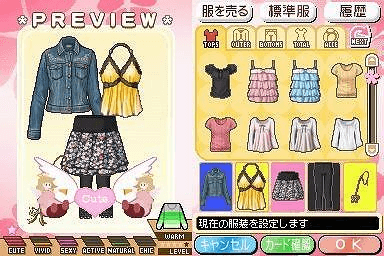 PREVIEW
服を売る 標準服 履歴
TOPS OUTER BOTTOMS TOTAL ACCE NEXT
Cute
WARM
LEVEL
CUTE VIVID SEXY ACTIVE NATURAL CHIC
現在の服装を設定します
キャンセル カード確認 OK